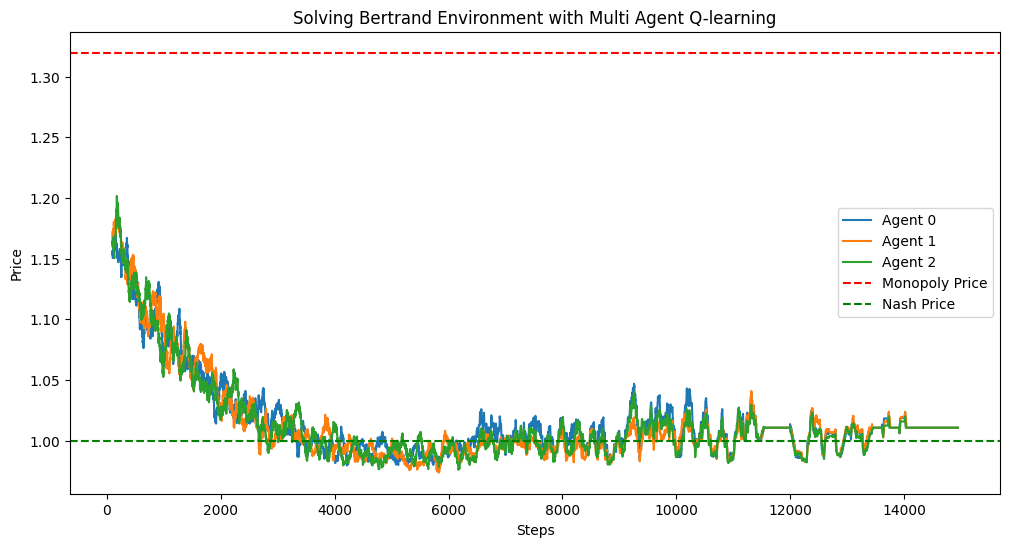 Solving Bertrand Environment with Multi Agent Q-learning
1.30
1.25
1.20
1.15
1.10
1.05
1.00
Price
Agent 0
Agent 1
Agent 2
Monopoly Price
Nash Price
0 2000 4000 6000 8000 10000 12000 14000
Steps